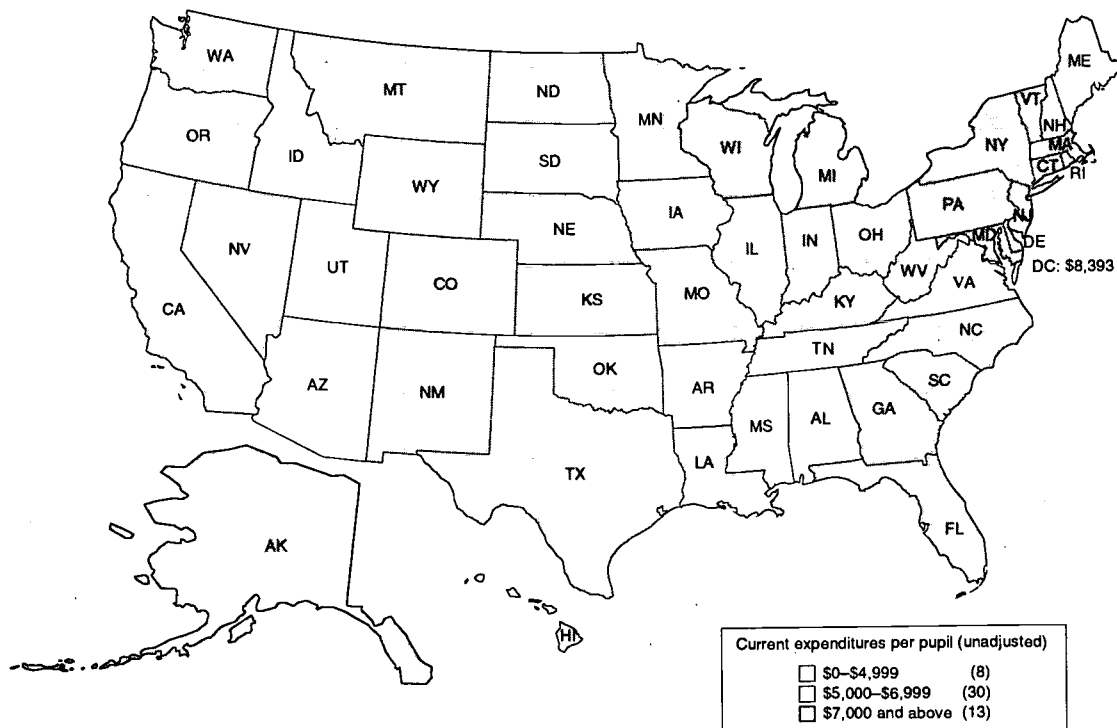 WA
MT
ND
MN
ME
VT
NH
OR
ID
SD
WI
NY
MA
CT
RI
WY
MI
IA
PA
NJ
NE
NV
UT
CO
IL
IN
OH
MD
DE
DC: $8,393
WV
VA
CA
KS
MO
KY
NC
TN
AZ
NM
OK
AR
SC
MS
AL
GA
TX
LA
FL
AK
HI
Current expenditures per pupil (unadjusted)
$0–$4,999 (8)
$5,000–$6,999 (30)
$7,000 and above (13)